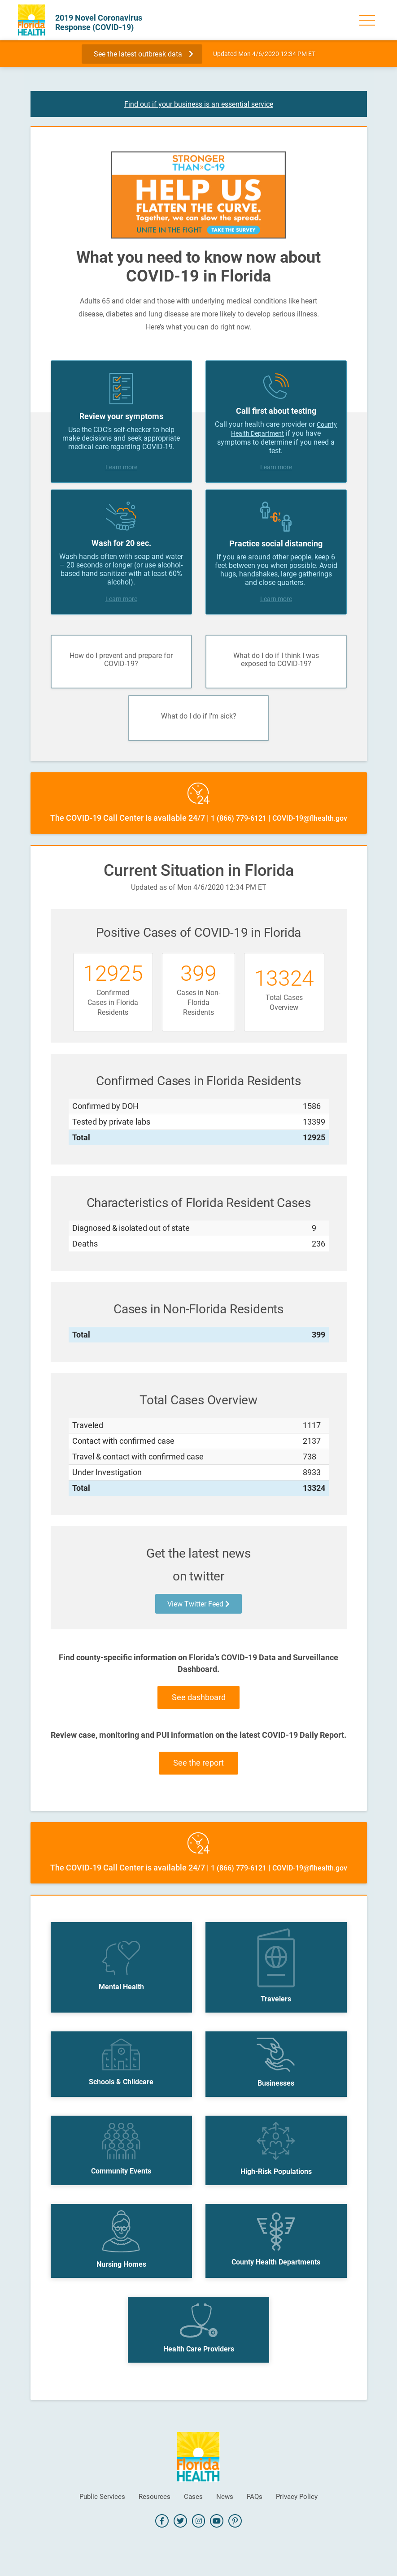 Florida
HEALTH
2019 Novel Coronavirus
Response (COVID-19)
See the latest outbreak data
Updated Mon 4/6/2020 12:34 PM ET
Find out if your business is an essential service
STRONGER
THAN C-19
HELP US
FLATTEN THE CURVE.
Together, we can slow the spread.
UNITE IN THE FIGHT
TAKE THE SURVEY
What you need to know now about
COVID-19 in Florida
Adults 65 and older and those with underlying medical conditions like heart
disease, diabetes and lung disease are more likely to develop serious illness.
Here's what you can do right now.
Review your symptoms
Use the CDC's self-checker to help
make decisions and seek appropriate
medical care regarding COVID-19.
Learn more
Call first about testing
Call your health care provider or County
Health Department if you have
symptoms to determine if you need a
test.
Learn more
Wash for 20 sec.
Wash hands often with soap and water
– 20 seconds or longer (or use alcohol-
based hand sanitizer with at least 60%
alcohol).
Learn more
6'
Practice social distancing
If you are around other people, keep 6
feet between you when possible. Avoid
hugs, handshakes, large gatherings
and close quarters.
Learn more
How do I prevent and prepare for
COVID-19?
What do I do if I think I was
exposed to COVID-19?
What do I do if I'm sick?
24
The COVID-19 Call Center is available 24/7 | 1 (866) 779-6121 | COVID-19@flhealth.gov
Current Situation in Florida
Updated as of Mon 4/6/2020 12:34 PM ET
Positive Cases of COVID-19 in Florida
12925
Confirmed
Cases in Florida
Residents
399
Cases in Non-
Florida
Residents
13324
Total Cases
Overview
Confirmed Cases in Florida Residents
Confirmed by DOH 1586
Tested by private labs 13399
Total 12925
Characteristics of Florida Resident Cases
Diagnosed & isolated out of state 9
Deaths 236
Cases in Non-Florida Residents
Total 399
Total Cases Overview
Traveled 1117
Contact with confirmed case 2137
Travel & contact with confirmed case 738
Under Investigation 8933
Total 13324
Get the latest news
on twitter
View Twitter Feed
Find county-specific information on Florida's COVID-19 Data and Surveillance
Dashboard.
See dashboard
Review case, monitoring and PUI information on the latest COVID-19 Daily Report.
See the report
24
The COVID-19 Call Center is available 24/7 | 1 (866) 779-6121 | COVID-19@flhealth.gov
Mental Health
Travelers
Schools & Childcare
Businesses
Community Events
High-Risk Populations
Nursing Homes
County Health Departments
Health Care Providers
Florida
HEALTH
Public Services
Resources
Cases
News
FAQs
Privacy Policy